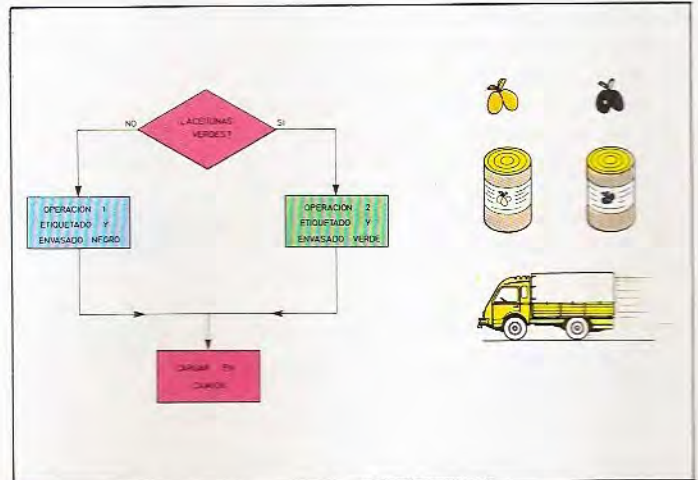 ¿ACEITUNAS
VERDES?
NO
SI
OPERACION 1
ETIQUETADO Y
ENVASADO NEGRO
OPERACION 2
ETIQUETADO Y
ENVASADO VERDE
CARGAR EN
CAMION